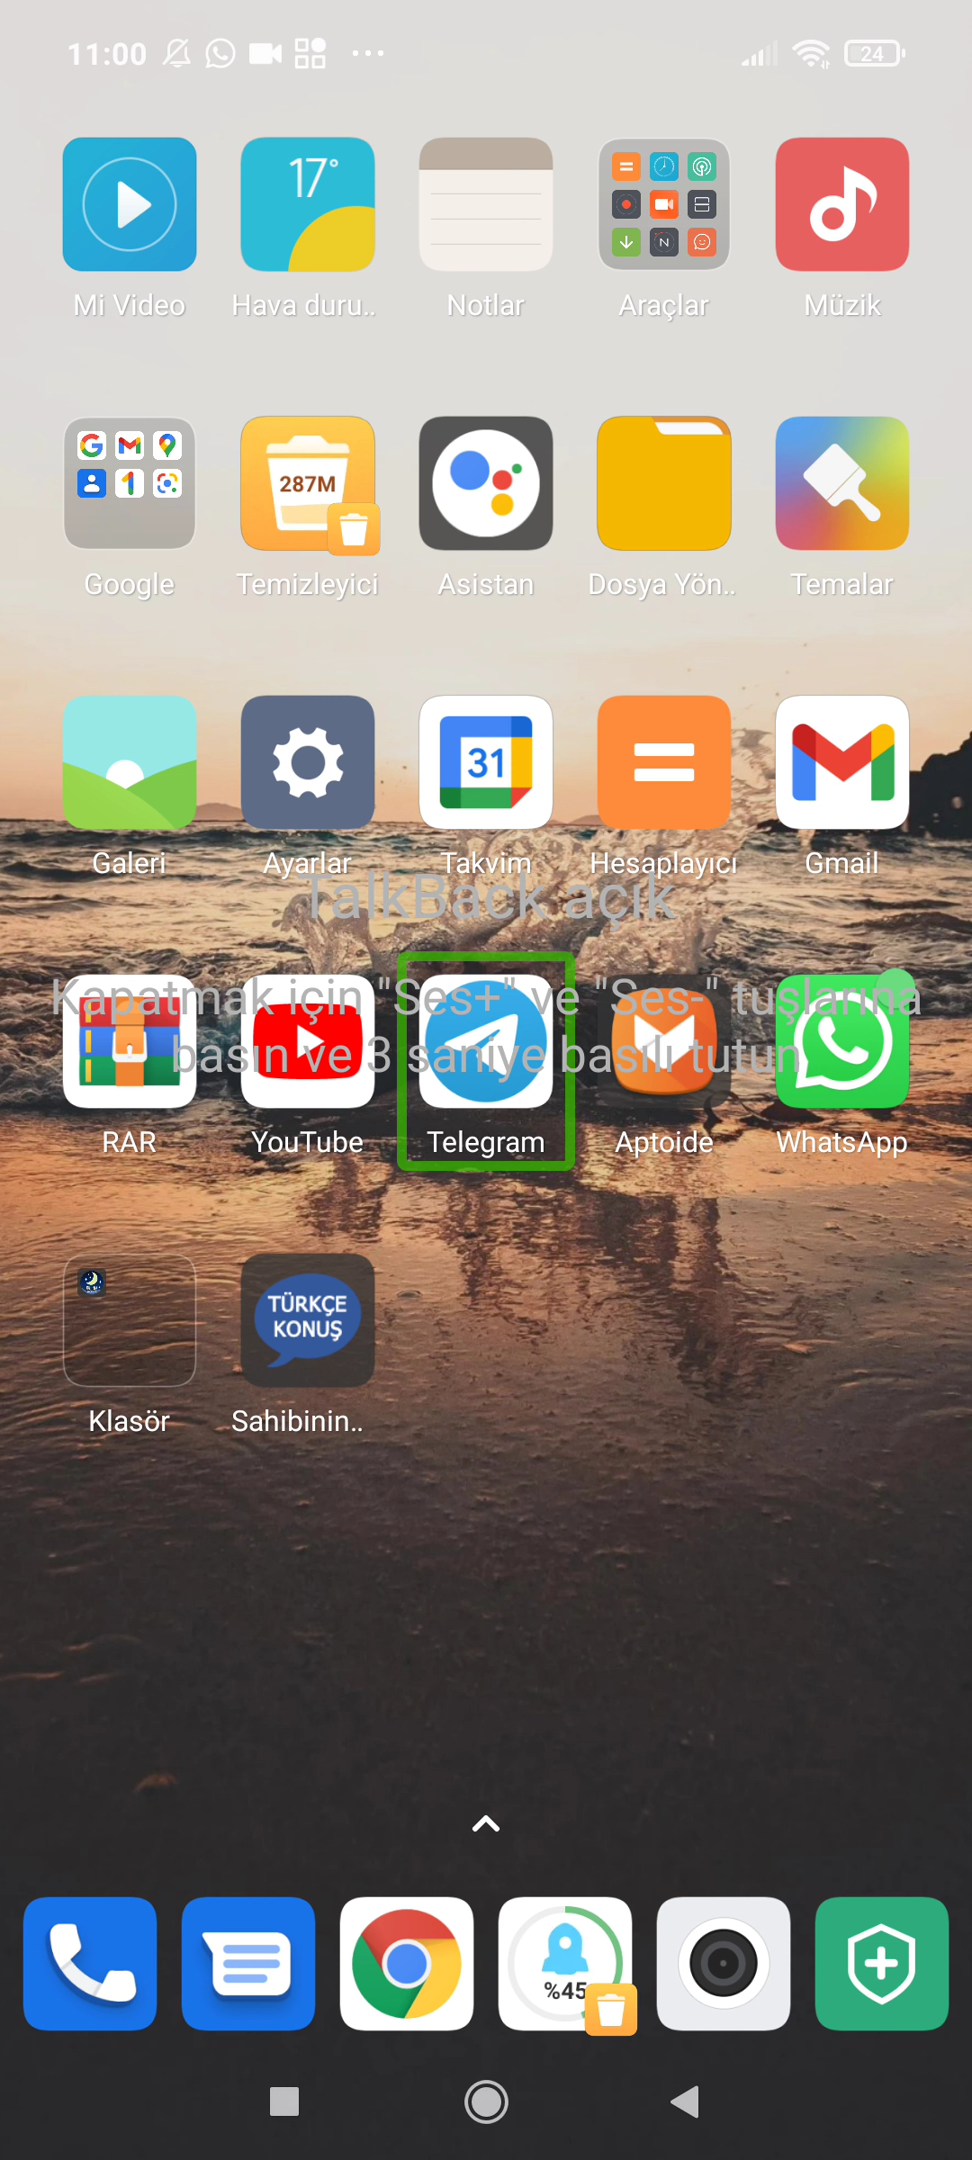 11:00
24
17°
Mi Video
Hava duru..
Notlar
Araçlar
Müzik
287M
Google
Temizleyici
Asistan
Dosya Yön..
Temalar
31
Galeri
Ayarlar
Takvim
Hesaplayıcı
Gmail
TalkBack açık
Kapatmak için "Ses+" ve "Ses-" tuşlarına
basın ve 3 saniye basılı tutun
RAR
YouTube
Telegram
Aptoide
WhatsApp
TÜRKÇE
KONUŞ
Klasör
Sahibinin..
%45